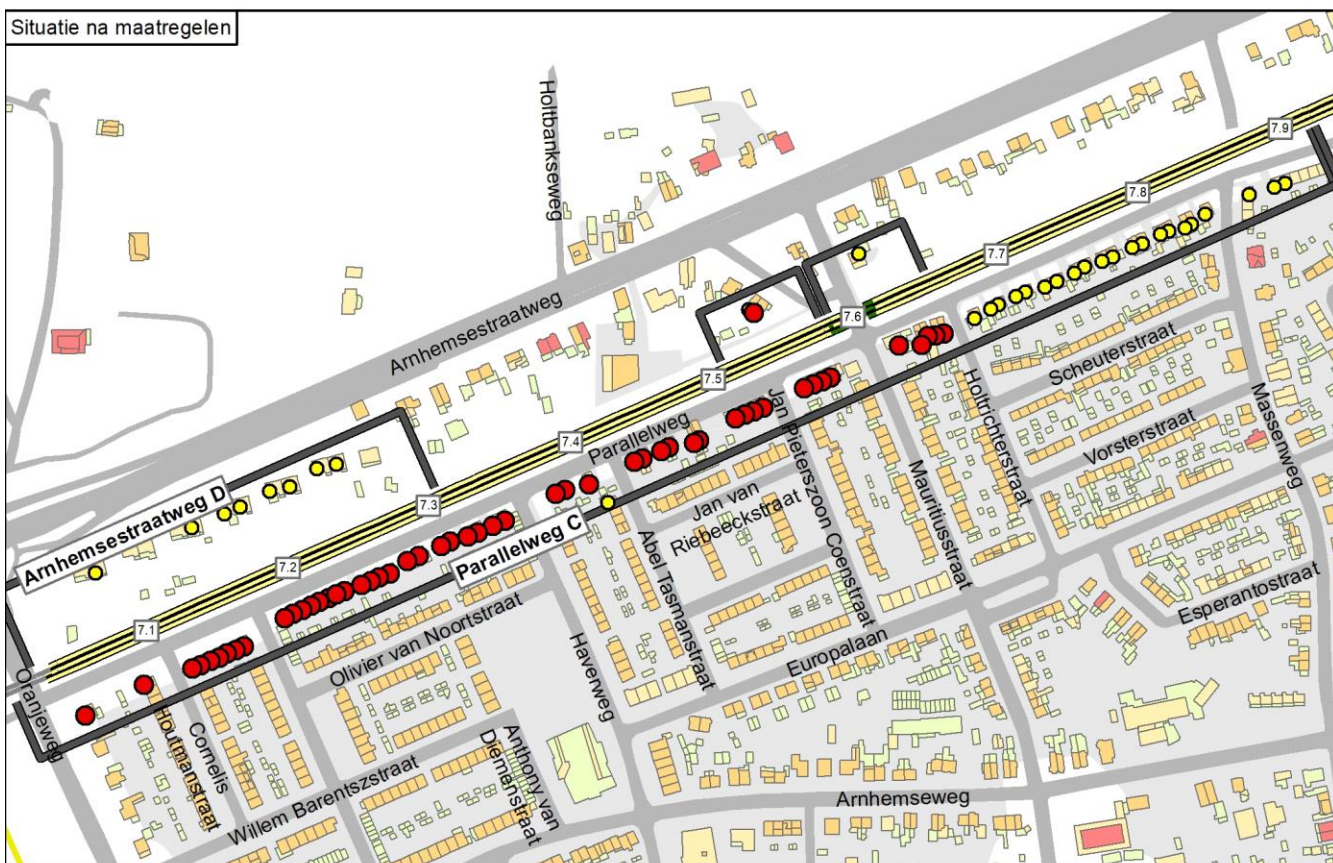 Situatie na maatregelen
Holtbankseweg
Arnhemsestraatweg
7.9
7.8
7.7
7.6
7.5
7.4
7.3
7.2
7.1
Arnhemsestraatweg D
Parallelweg
Parallelweg C
Scheuterstraat
Vorsterstraat
Massenweg
Holtrichterstraat
Mauritiusstraat
Jan Pieterszoon Coenstraat
Jan van
Riebeeckstraat
Abel Tasmanstraat
Esperantostraat
Europalaan
Olivier van Noortstraat
Haverweg
Oranjeweg
Houtmanstraat
Cornelis
Willem Barentszstraat
Anthony van
Diemenstraat
Arnhemseweg